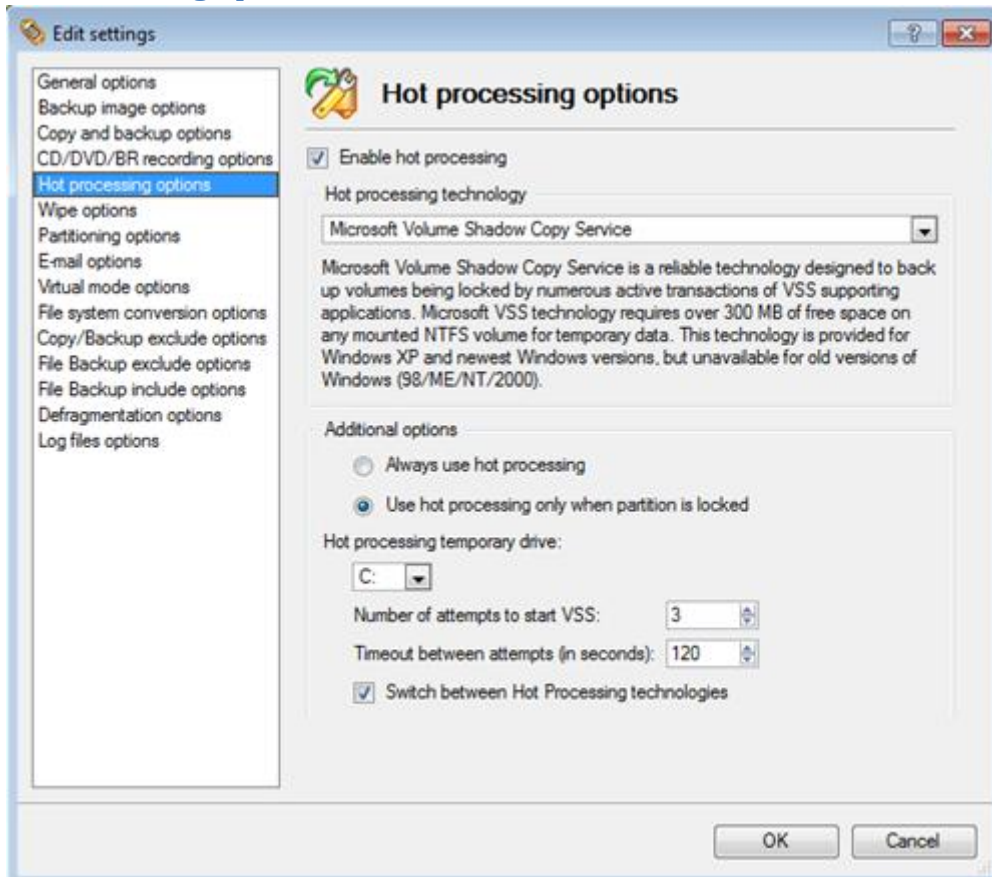 Edit settings
General options
Backup image options
Copy and backup options
CD/DVD/BR recording options
Hot processing options
Wipe options
Partitioning options
E-mail options
Virtual mode options
File system conversion options
Copy/Backup exclude options
File Backup exclude options
File Backup include options
Defragmentation options
Log files options
Hot processing options
Enable hot processing
Hot processing technology
Microsoft Volume Shadow Copy Service
Microsoft Volume Shadow Copy Service is a reliable technology designed to back
up volumes being locked by numerous active transactions of VSS supporting
applications. Microsoft VSS technology requires over 300 MB of free space on
any mounted NTFS volume for temporary data. This technology is provided for
Windows XP and newest Windows versions, but unavailable for old versions of
Windows (98/ME/NT/2000).
Additional options
Always use hot processing
Use hot processing only when partition is locked
Hot processing temporary drive:
C:
Number of attempts to start VSS: 3
Timeout between attempts (in seconds): 120
Switch between Hot Processing technologies
OK Cancel